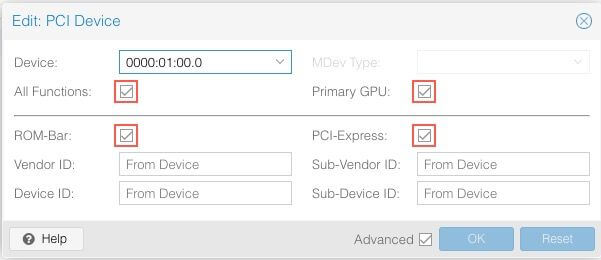 Edit: PCI Device
Device: 0000:01:00.0 MDev Type:
All Functions: Primary GPU:
ROM-Bar: PCI-Express:
Vendor ID: From Device Sub-Vendor ID: From Device
Device ID: From Device Sub-Device ID: From Device
? Help Advanced OK Reset